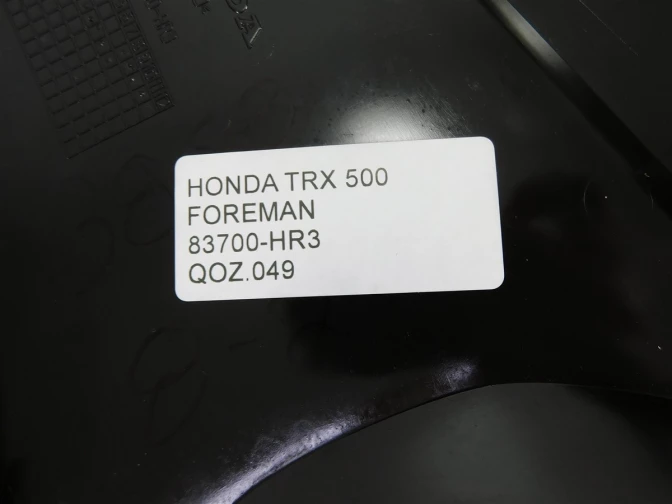 HONDA TRX 500
FOREMAN
83700-HR3
QOZ.049